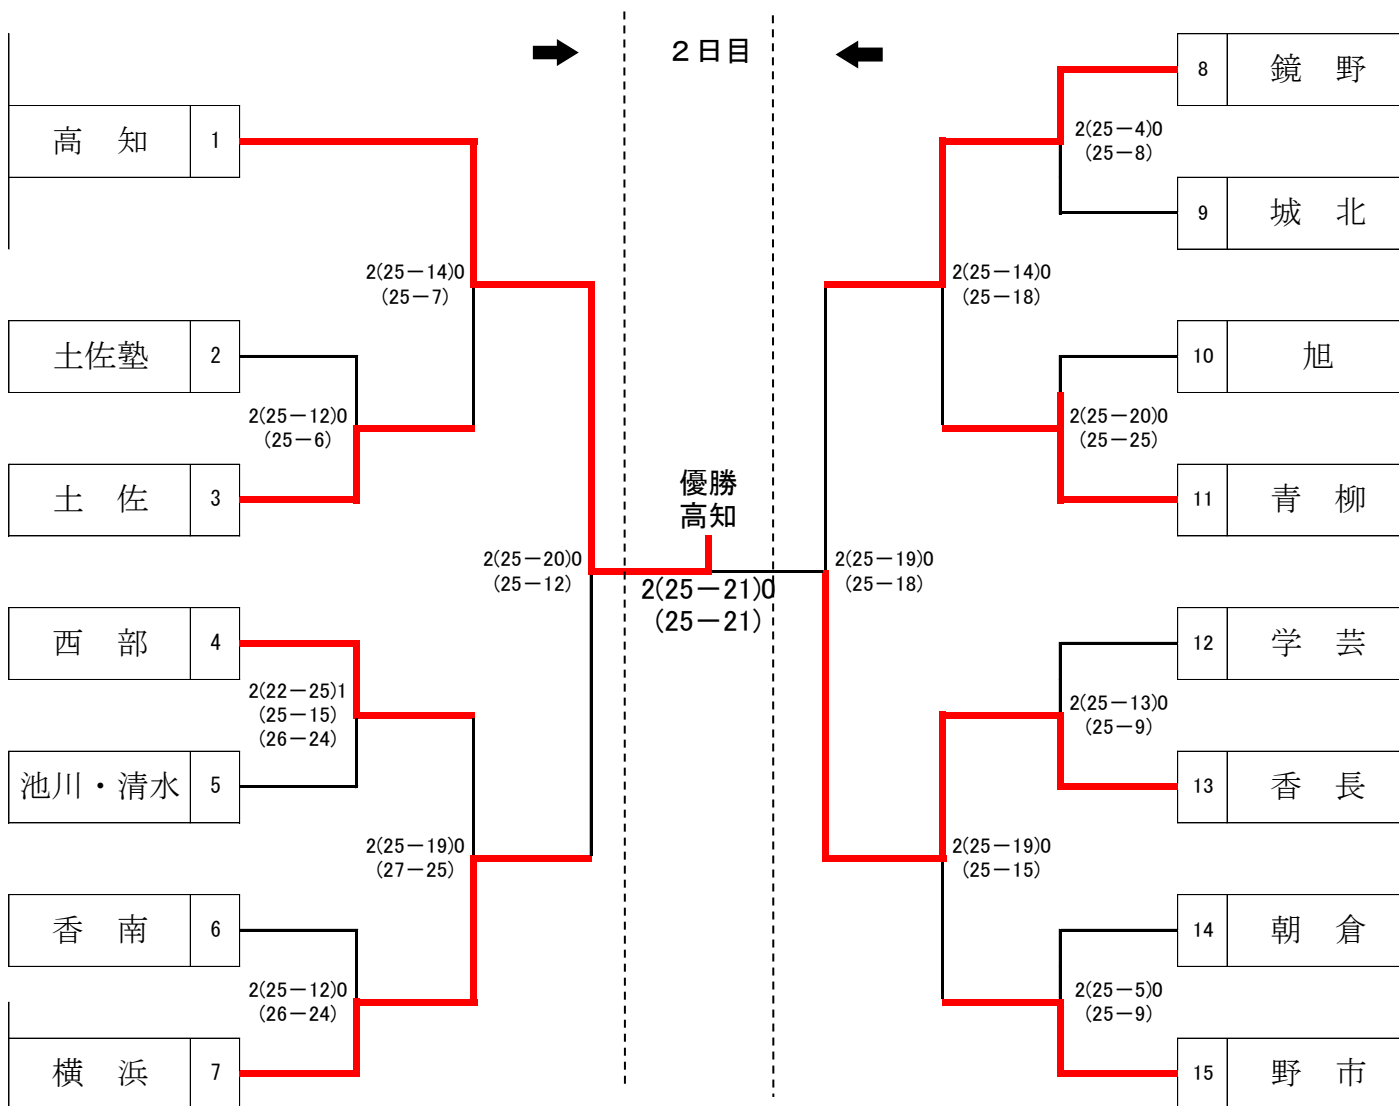 2日目
高 知 1
土佐塾 2
土 佐 3
西 部 4
池川・清水 5
香 南 6
横 浜 7
2(25－14)0
(25－7)
2(25－12)0
(25－6)
2(25－20)0
(25－12)
2(22－25)1
(25－15)
(26－24)
2(25－19)0
(27－25)
2(25－12)0
(26－24)
優勝
高知
2(25－21)0
(25－21)
8 鏡 野
9 城 北
10 旭
11 青 柳
12 学 芸
13 香 長
14 朝 倉
15 野 市
2(25－4)0
(25－8)
2(25－14)0
(25－18)
2(25－20)0
(25－25)
2(25－19)0
(25－18)
2(25－13)0
(25－9)
2(25－19)0
(25－15)
2(25－5)0
(25－9)